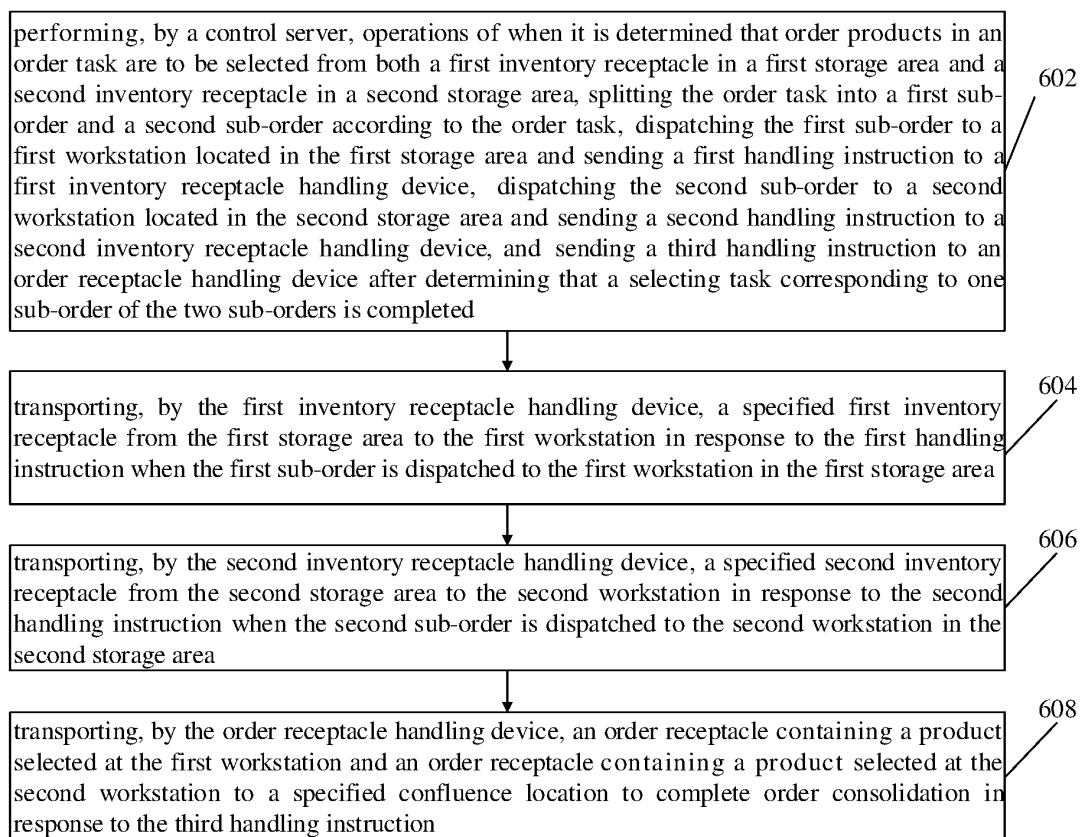 performing, by a control server, operations of when it is determined that order products in an
order task are to be selected from both a first inventory receptacle in a first storage area and a
second inventory receptacle in a second storage area, splitting the order task into a first sub-
order and a second sub-order according to the order task, dispatching the first sub-order to a
first workstation located in the first storage area and sending a first handling instruction to a
first inventory receptacle handling device, dispatching the second sub-order to a second
workstation located in the second storage area and sending a second handling instruction to a
second inventory receptacle handling device, and sending a third handling instruction to an
order receptacle handling device after determining that a selecting task corresponding to one
sub-order of the two sub-orders is completed
602
transporting, by the first inventory receptacle handling device, a specified first inventory
receptacle from the first storage area to the first workstation in response to the first handling
instruction when the first sub-order is dispatched to the first workstation in the first storage area
604
transporting, by the second inventory receptacle handling device, a specified second inventory
receptacle from the second storage area to the second workstation in response to the second
handling instruction when the second sub-order is dispatched to the second workstation in the
second storage area
606
transporting, by the order receptacle handling device, an order receptacle containing a product
selected at the first workstation and an order receptacle containing a product selected at the
second workstation to a specified confluence location to complete order consolidation in
response to the third handling instruction
608